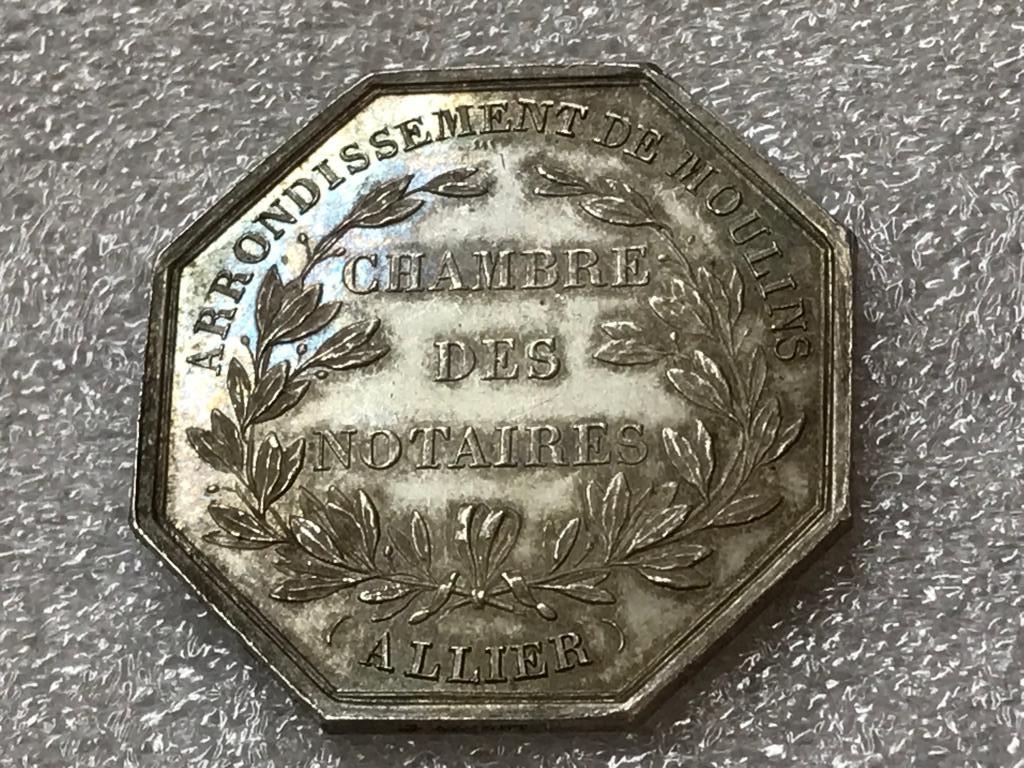 ARRONDISSEMENT DE MOULINS
CHAMBRE
DES
NOTAIRES
(ALLIER)